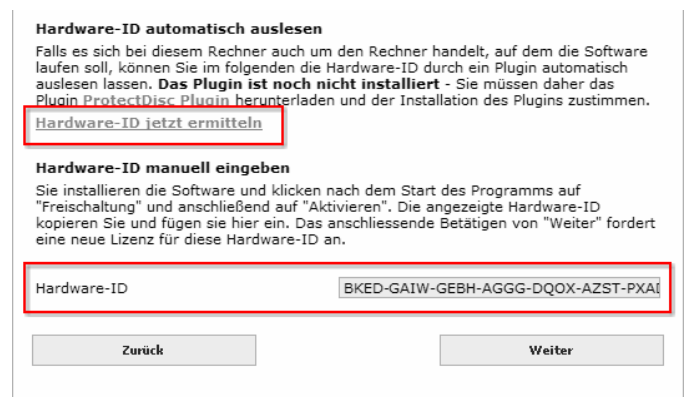 Hardware-ID automatisch auslesen
Falls es sich bei diesem Rechner auch um den Rechner handelt, auf dem die Software
laufen soll, können Sie im folgenden die Hardware-ID durch ein Plugin automatisch
auslesen lassen. Das Plugin ist noch nicht installiert - Sie müssen daher das
Plugin ProtectDisc Plugin herunterladen und der Installation des Plugins zustimmen.
Hardware-ID jetzt ermitteln
Hardware-ID manuell eingeben
Sie installieren die Software und klicken nach dem Start des Programms auf
"Freischaltung" und anschließend auf "Aktivieren". Die angezeigte Hardware-ID
kopieren Sie und fügen sie hier ein. Das anschliessende Betätigen von "Weiter" fordert
eine neue Lizenz für diese Hardware-ID an.
Hardware-ID BKED-GAIW-GEBH-AGGG-DQOX-AZST-PXA
Zurück Weiter